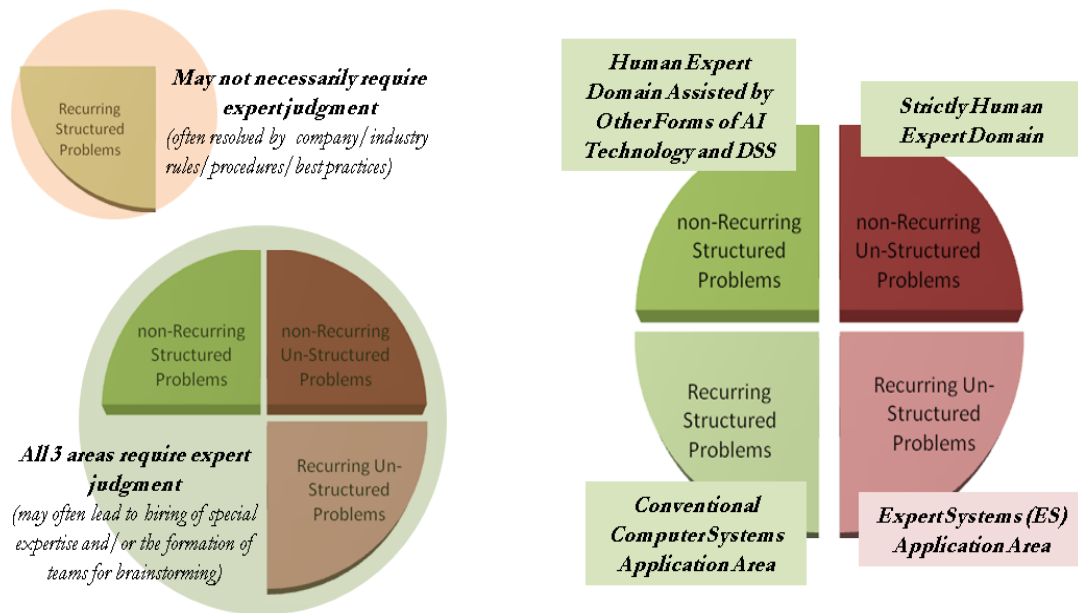 Recurring
Structured
Problems
May not necessarily require
expert judgment
(often resolved by company/ industry
rules/ procedures/ best practices)
non-Recurring
Structured
Problems
non-Recurring
Un-Structured
Problems
Recurring Un-
Structured
Problems
All 3 areas require expert
judgment
(may often lead to hiring of special
expertise and/ or the formation of
teams for brainstorming)
Human Expert
Domain Assisted by
Other Forms of AI
Technology and DSS
Strictly Human
Expert Domain
non-Recurring
Structured
Problems
non-Recurring
Un-Structured
Problems
Recurring
Structured
Problems
Recurring Un-
Structured
Problems
Conventional
Computer Systems
Application Area
Expert Systems (ES)
Application Area